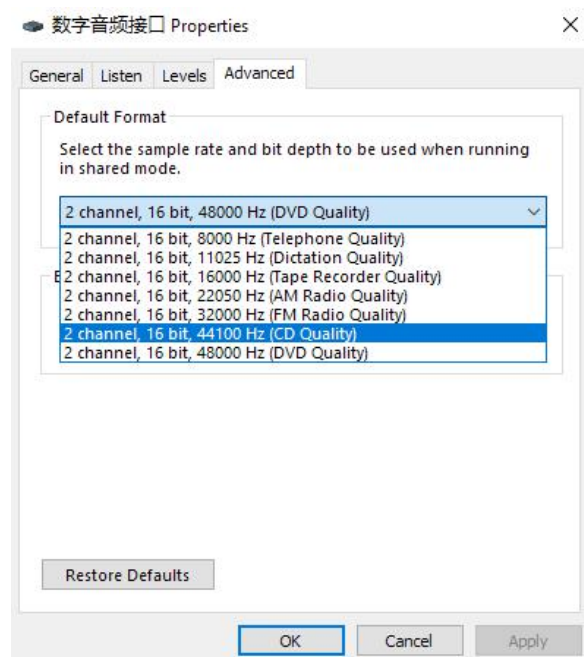 数字音频接口 Properties
General Listen Levels Advanced
Default Format
Select the sample rate and bit depth to be used when running
in shared mode.
2 channel, 16 bit, 48000 Hz (DVD Quality)
2 channel, 16 bit, 8000 Hz (Telephone Quality)
2 channel, 16 bit, 11025 Hz (Dictation Quality)
E
2 channel, 16 bit, 16000 Hz (Tape Recorder Quality)
2 channel, 16 bit, 22050 Hz (AM Radio Quality)
2 channel, 16 bit, 32000 Hz (FM Radio Quality)
2 channel, 16 bit, 44100 Hz (CD Quality)
2 channel, 16 bit, 48000 Hz (DVD Quality)
Restore Defaults
OK Cancel Apply